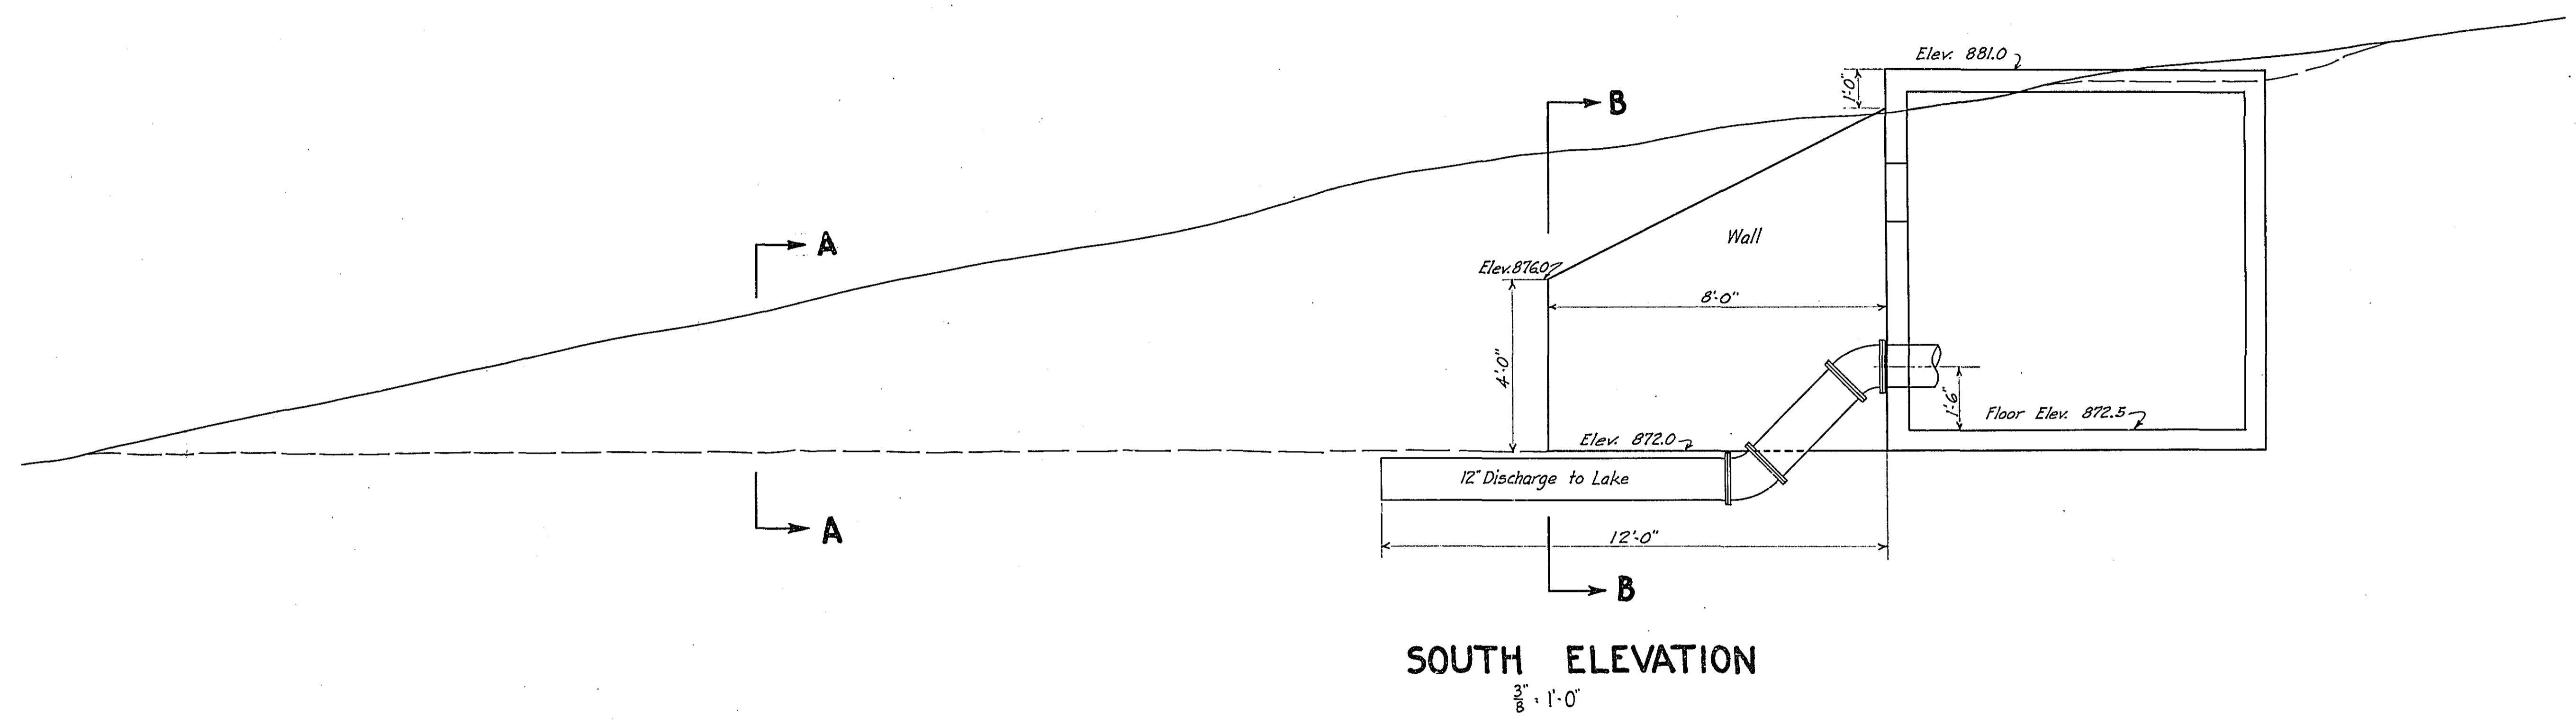 Elev. 881.0
1'-0"
B
Wall
A
Elev. 876.0
8'-0"
4'-0"
1'-6"
Floor Elev. 872.5
Elev. 872.0
12" Discharge to Lake
A
12'-0"
B
SOUTH ELEVATION
3/8" = 1'-0"